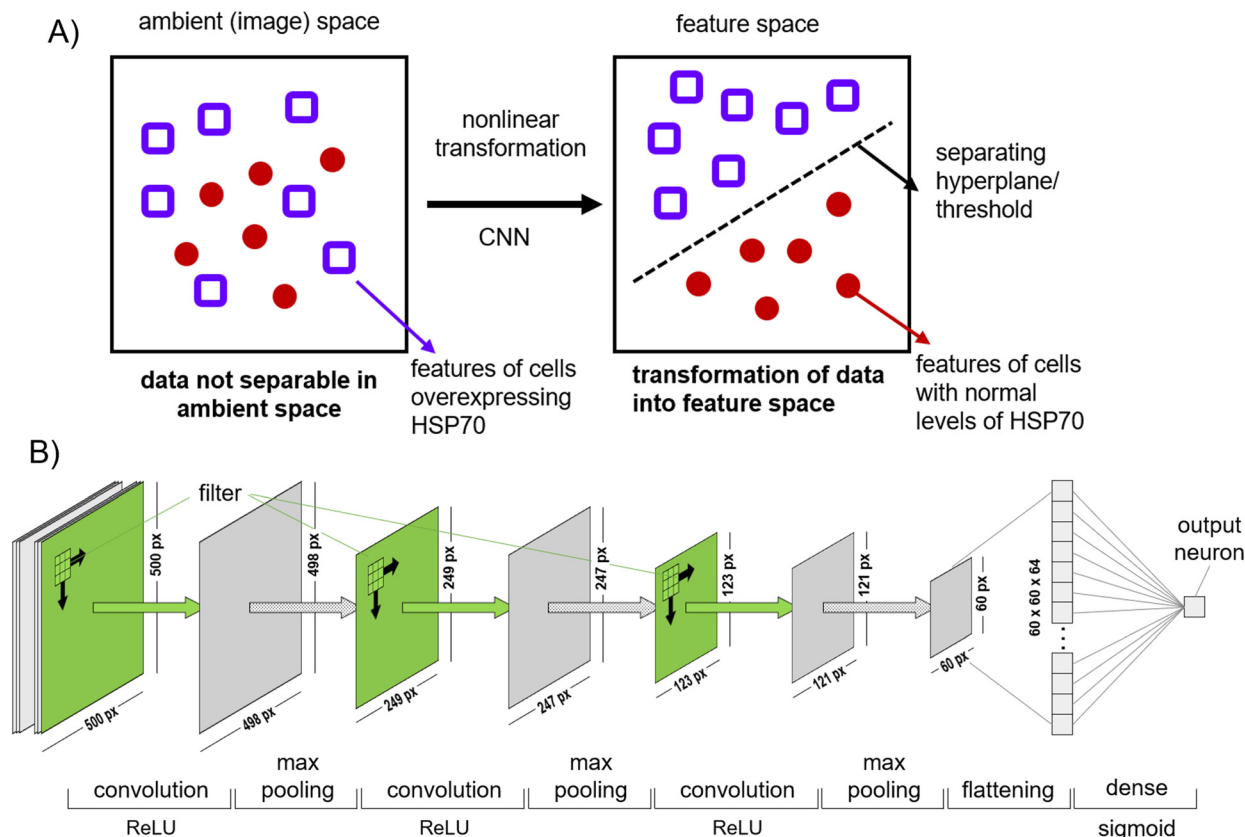 A)
ambient (image) space
feature space
nonlinear
transformation
CNN
separating
hyperplane/
threshold
data not separable in
ambient space
features of cells
overexpressing
HSP70
transformation of data
into feature space
features of cells
with normal
levels of HSP70
B)
filter
500 px
500 px
498 px
498 px
249 px
249 px
247 px
247 px
123 px
123 px
121 px
121 px
60 px
60 px
60 x 60 x 64
output
neuron
convolution
max
pooling
convolution
max
pooling
convolution
max
pooling
flattening
dense
ReLU
ReLU
ReLU
sigmoid